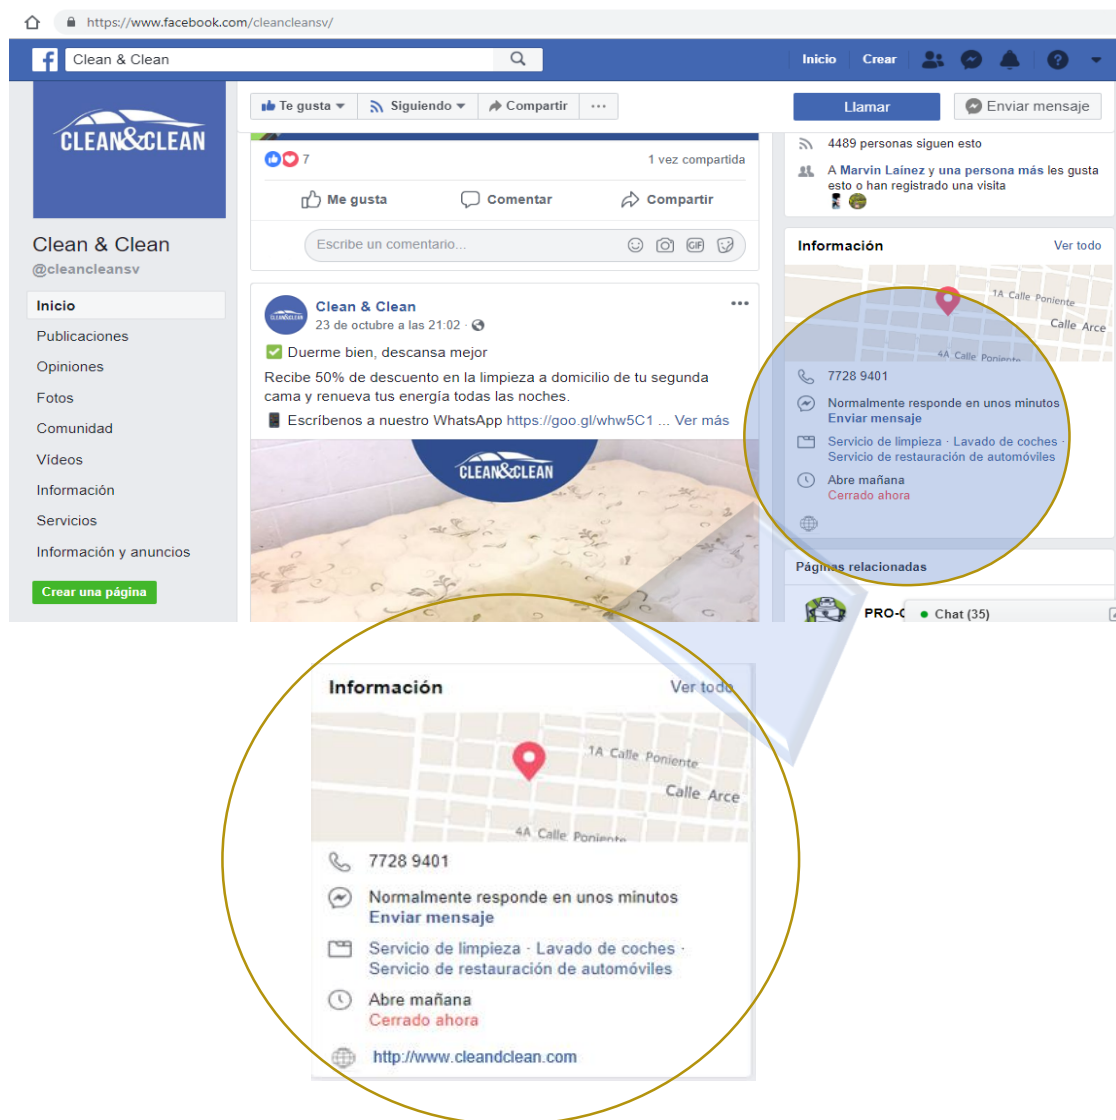 https://www.facebook.com/cleancleansv/
Clean & Clean
Inicio
Crear
CLEAN&CLEAN
Clean & Clean
@cleancleansv
Inicio
Publicaciones
Opiniones
Fotos
Comunidad
Vídeos
Información
Servicios
Información y anuncios
Crear una página
Te gusta
Siguiendo
Compartir
7
1 vez compartida
Me gusta
Comentar
Compartir
Escribe un comentario...
GIF
Clean & Clean
23 de octubre a las 21:02 ·
Duerme bien, descansa mejor
Recibe 50% de descuento en la limpieza a domicilio de tu segunda
cama y renueva tus energía todas las noches.
Escríbenos a nuestro WhatsApp https://goo.gl/whw5C1 ... Ver más
CLEAN&CLEAN
Llamar
Enviar mensaje
4489 personas siguen esto
A Marvin Laínez y una persona más les gusta
esto o han registrado una visita
Información
Ver todo
1A Calle Poniente
Calle Arce
4A Calle Poniente
7728 9401
Normalmente responde en unos minutos
Enviar mensaje
Servicio de limpieza · Lavado de coches ·
Servicio de restauración de automóviles
Abre mañana
Cerrado ahora
Páginas relacionadas
PRO-C
Chat (35)
Información
Ver todo
1A Calle Poniente
Calle Arce
4A Calle Poniente
7728 9401
Normalmente responde en unos minutos
Enviar mensaje
Servicio de limpieza · Lavado de coches ·
Servicio de restauración de automóviles
Abre mañana
Cerrado ahora
http://www.cleandclean.com